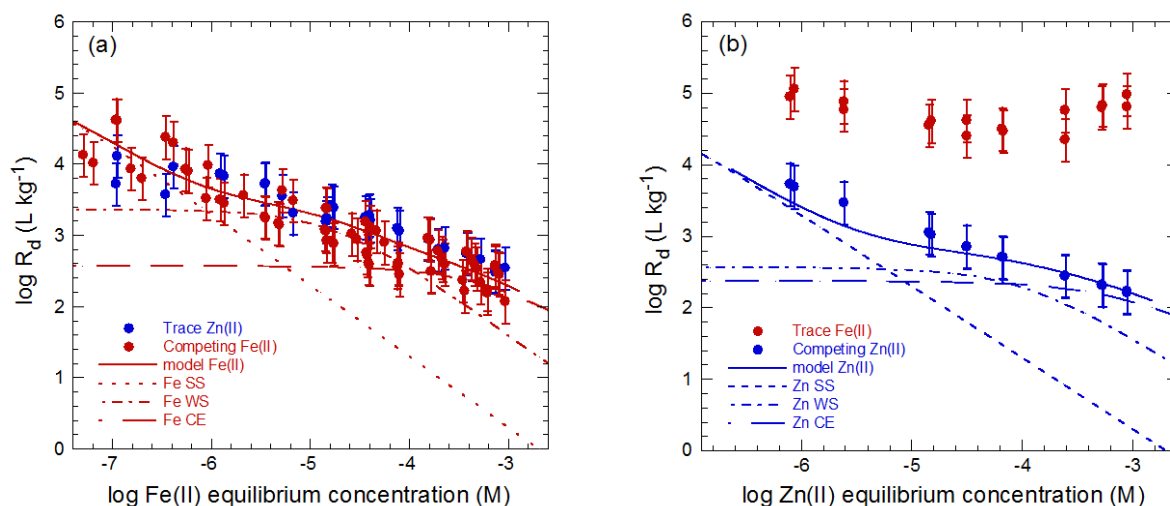 (a)
6
5
4
3
2
1
0
log R_d (L kg⁻¹)
Trace Zn(II)
Competing Fe(II)
model Fe(II)
Fe SS
Fe WS
Fe CE
-7 -6 -5 -4 -3
log Fe(II) equilibrium concentration (M)
(b)
6
5
4
3
2
1
0
log R_d (L kg⁻¹)
Trace Fe(II)
Competing Zn(II)
model Zn(II)
Zn SS
Zn WS
Zn CE
-6 -5 -4 -3
log Zn(II) equilibrium concentration (M)